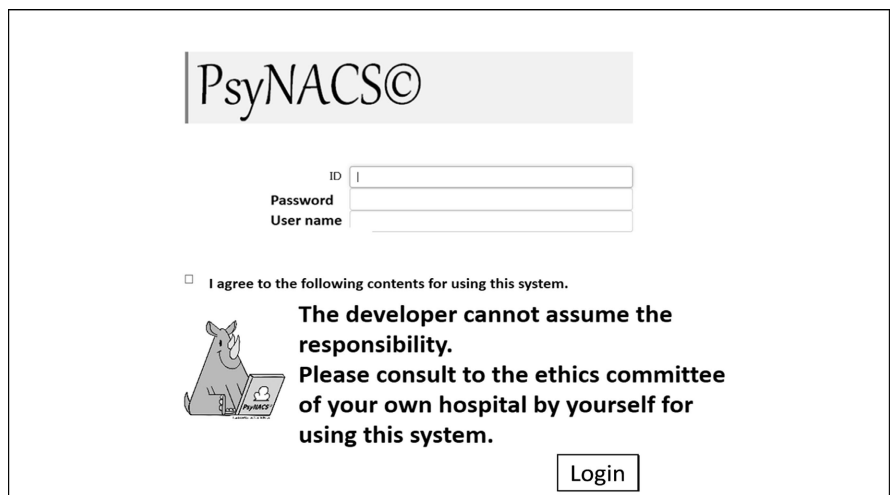 PsyNACS©
ID
Password
User name
I agree to the following contents for using this system.
The developer cannot assume the
responsibility.
Please consult to the ethics committee
of your own hospital by yourself for
using this system.
PsyNACS
Login